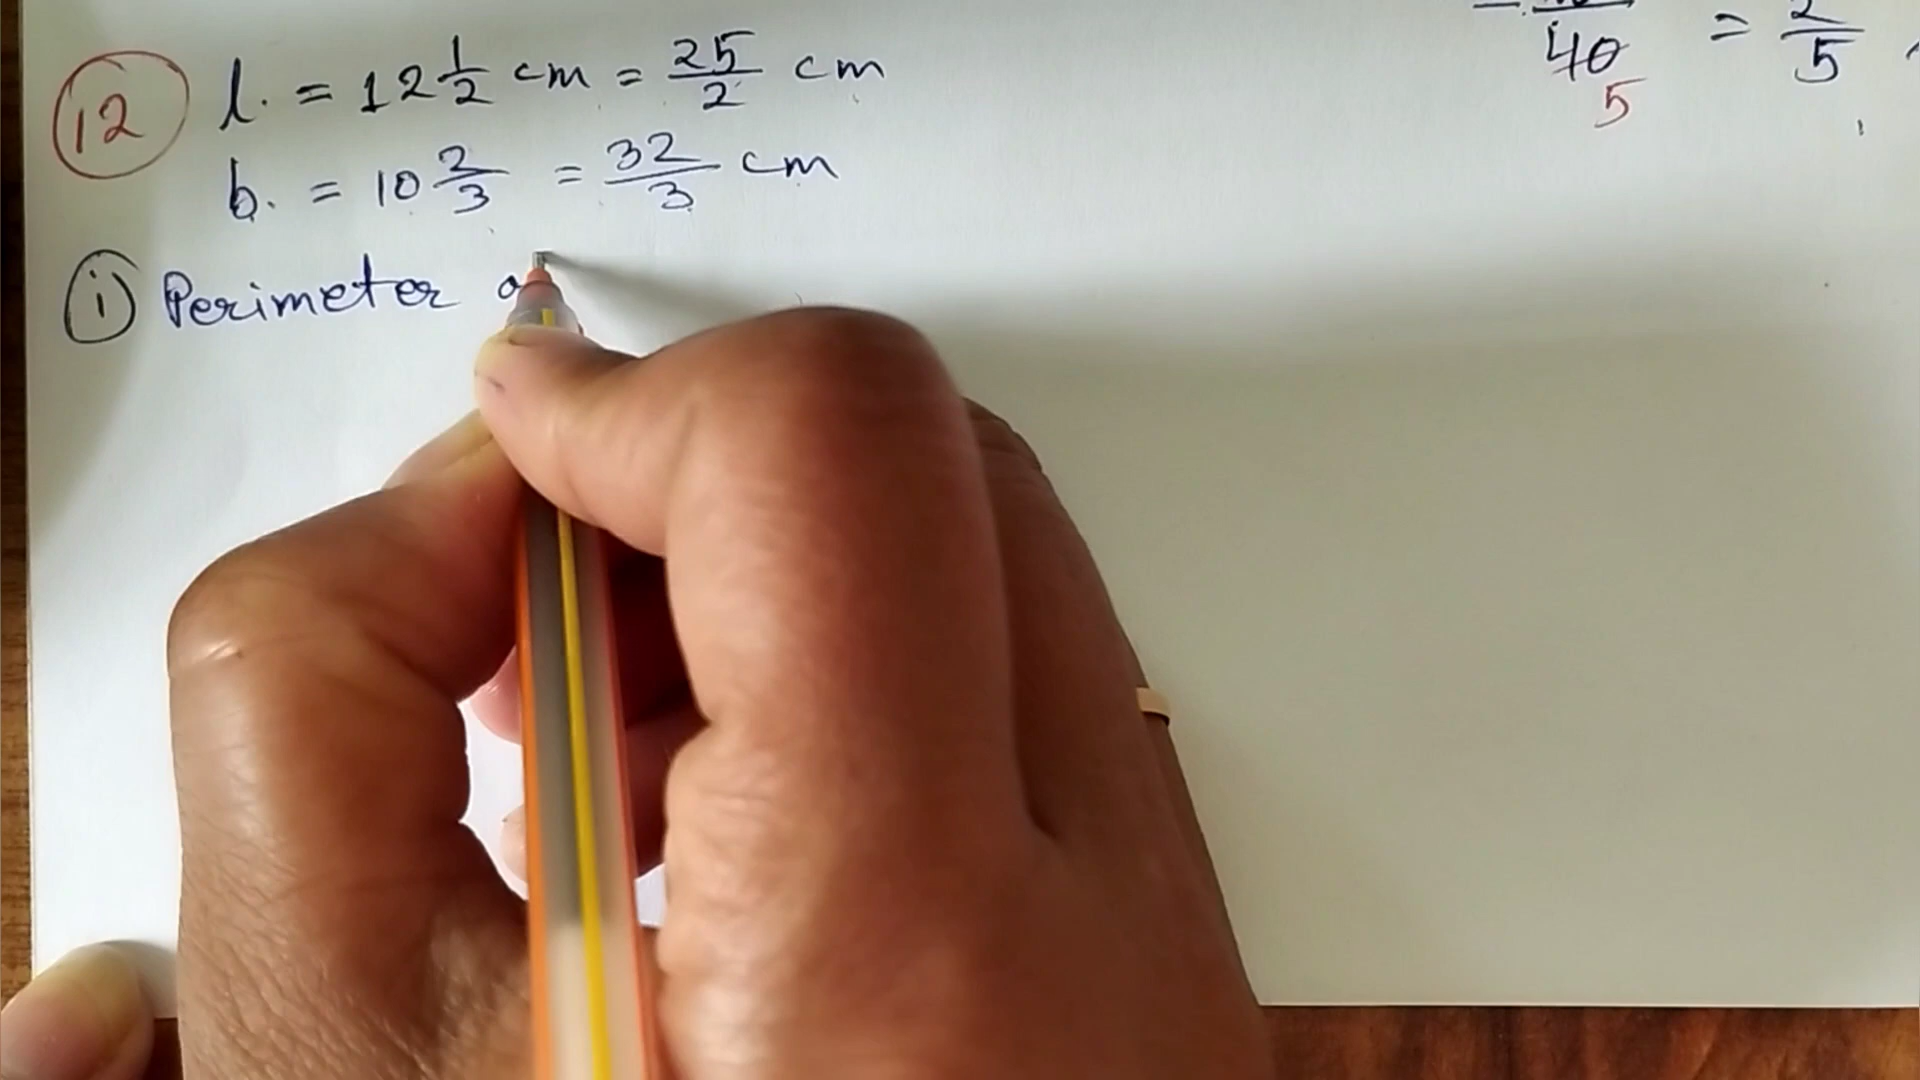 12 l. = 12 1/2 cm = 25/2 cm
b. = 10 2/3 = 32/3 cm
i Perimeter o
40 = 2/5
5